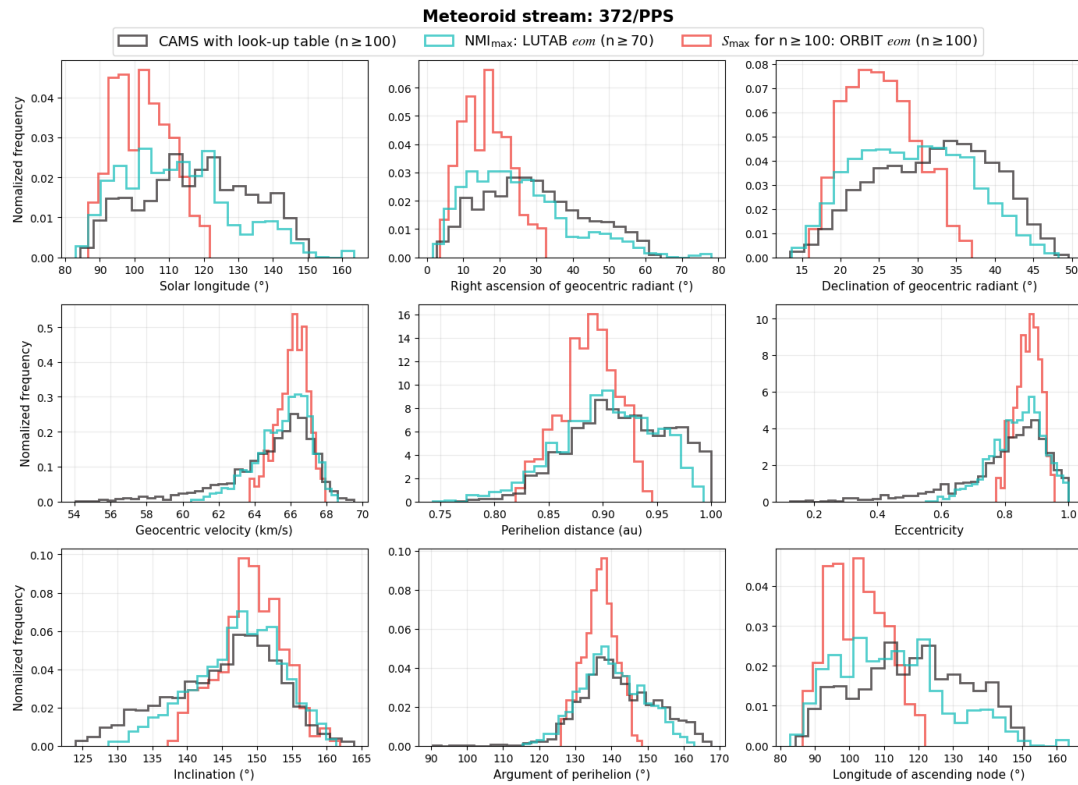 Meteoroid stream: 372/PPS
CAMS with look-up table (n ≥ 100)
NMI_max: LUTAB eom (n ≥ 70)
S_max for n ≥ 100: ORBIT eom (n ≥ 100)
Nomalized frequency
0.00 0.01 0.02 0.03 0.04
80 90 100 110 120 130 140 150 160
Solar longitude (°)
0.00 0.01 0.02 0.03 0.04 0.05 0.06
0 10 20 30 40 50 60 70 80
Right ascension of geocentric radiant (°)
0.00 0.01 0.02 0.03 0.04 0.05 0.06 0.07 0.08
15 20 25 30 35 40 45 50
Declination of geocentric radiant (°)
Nomalized frequency
0.0 0.1 0.2 0.3 0.4 0.5
54 56 58 60 62 64 66 68 70
Geocentric velocity (km/s)
0 2 4 6 8 10 12 14 16
0.75 0.80 0.85 0.90 0.95 1.00
Perihelion distance (au)
0 2 4 6 8 10
0.2 0.4 0.6 0.8 1.0
Eccentricity
Nomalized frequency
0.00 0.02 0.04 0.06 0.08 0.10
125 130 135 140 145 150 155 160 165
Inclination (°)
0.00 0.02 0.04 0.06 0.08 0.10
90 100 110 120 130 140 150 160 170
Argument of perihelion (°)
0.00 0.01 0.02 0.03 0.04
80 90 100 110 120 130 140 150 160
Longitude of ascending node (°)